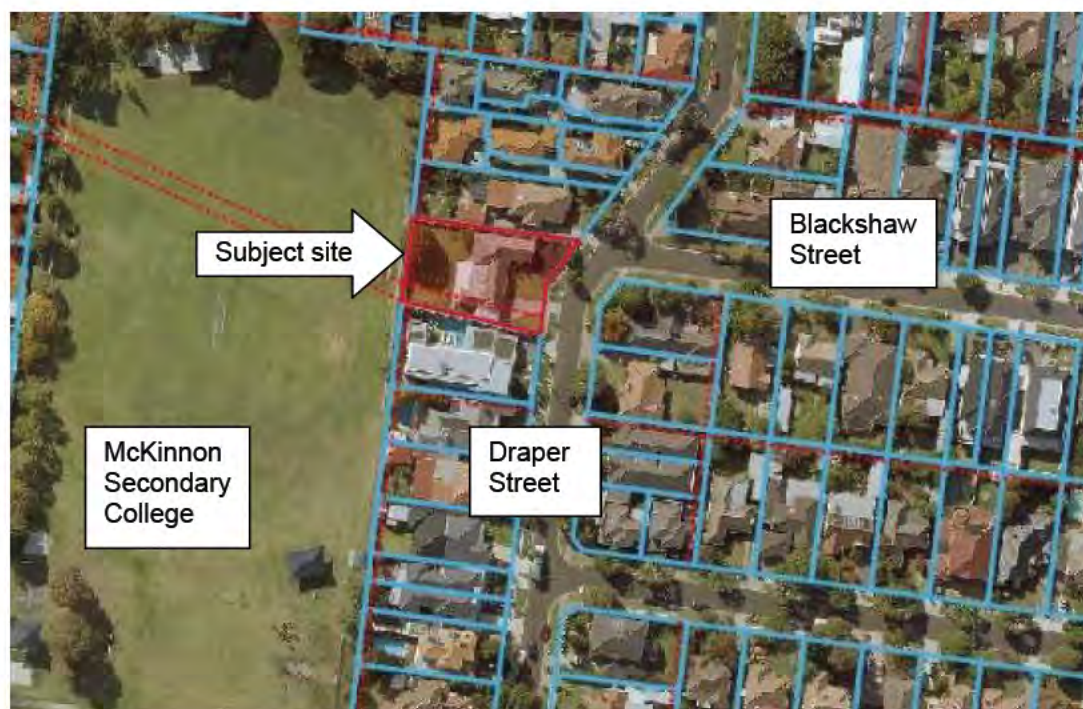 Subject site
Blackshaw
Street
McKinnon
Secondary
College
Draper
Street